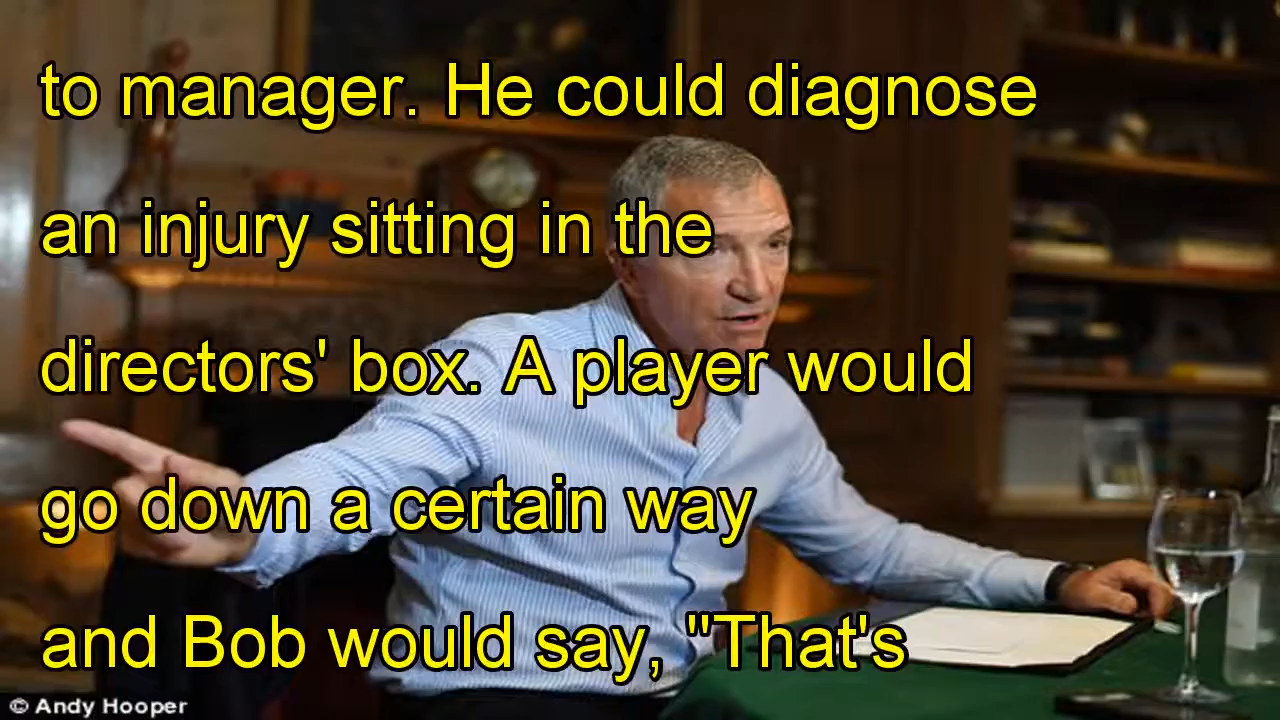 to manager. He could diagnose
an injury sitting in the
directors' box. A player would
go down a certain way
and Bob would say, "That's
© Andy Hooper